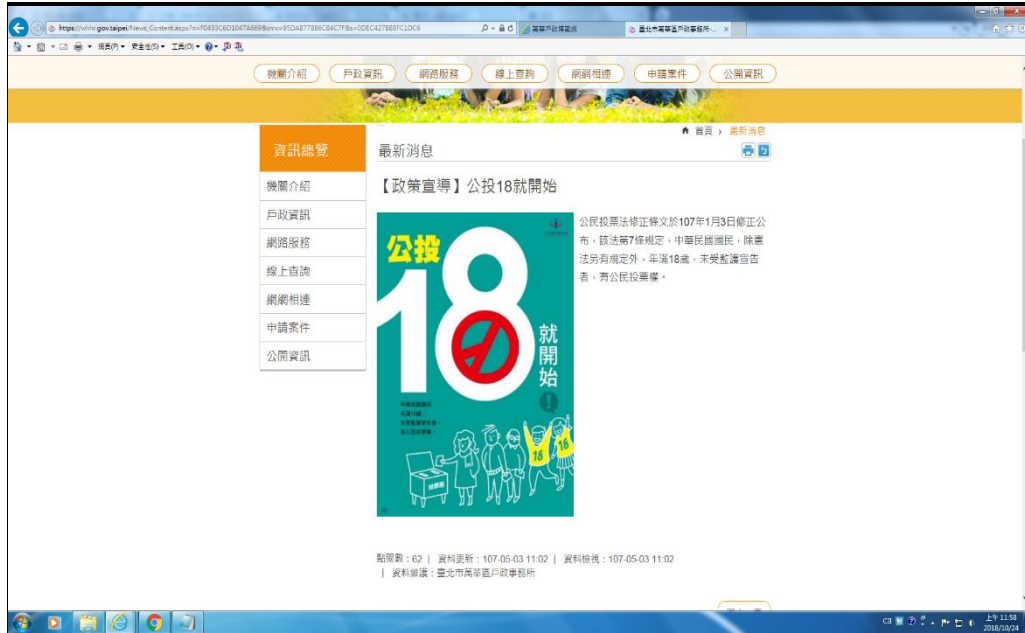 機關介紹 戶政資訊 網路服務 線上查詢 網網相連 申請案件 公開資訊
首頁 › 最新消息
資訊總覽
最新消息
機關介紹
戶政資訊
網路服務
線上查詢
網網相連
申請案件
公開資訊
【政策宣導】公投18就開始
公投
18
就開始
!
18
18
投票匭
公民投票法修正條文於107年1月3日修正公
布，該法第7條規定，中華民國國民，除憲
法另有規定外，年滿18歲，未受監護宣告
者，有公民投票權。
點閱數：62 | 資料更新：107-05-03 11:02 | 資料檢視：107-05-03 11:02
| 資料維護：臺北市萬華區戶政事務所
上午 11:58
2018/10/24